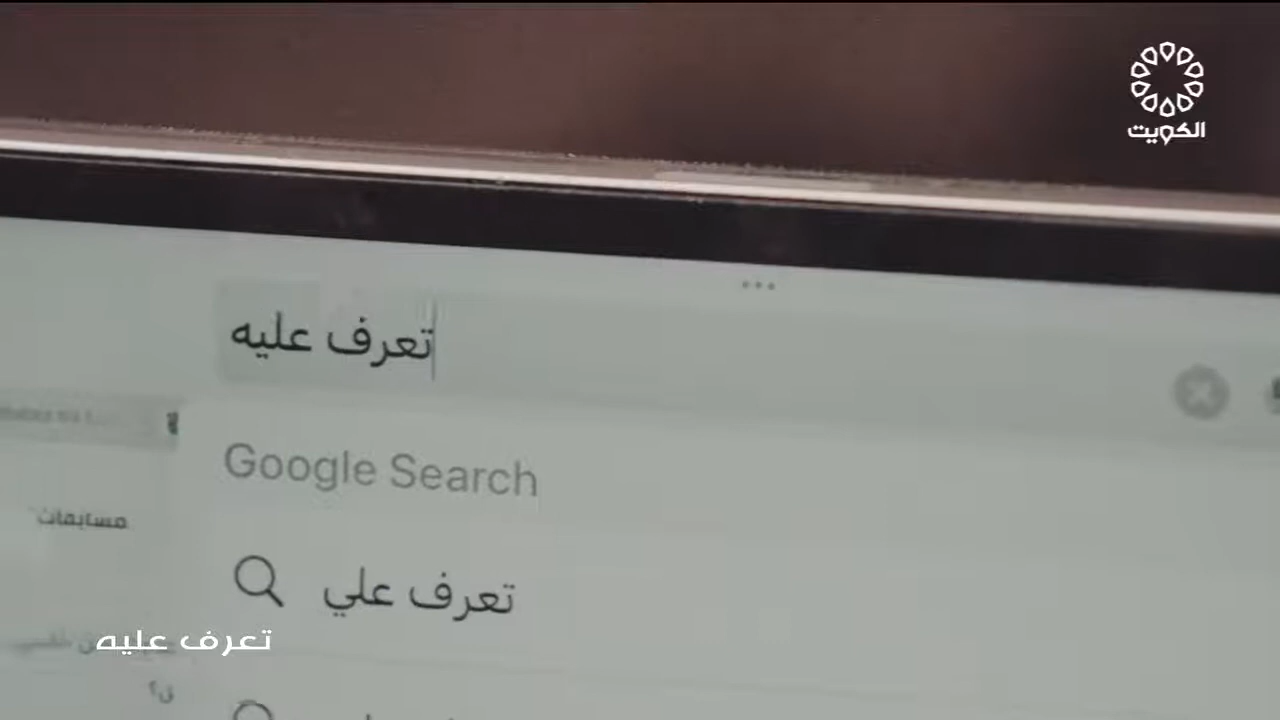 الكويت
تعرف عليه
Google Search
مسابقات
تعرف علي
تعرف عليه
ق؟